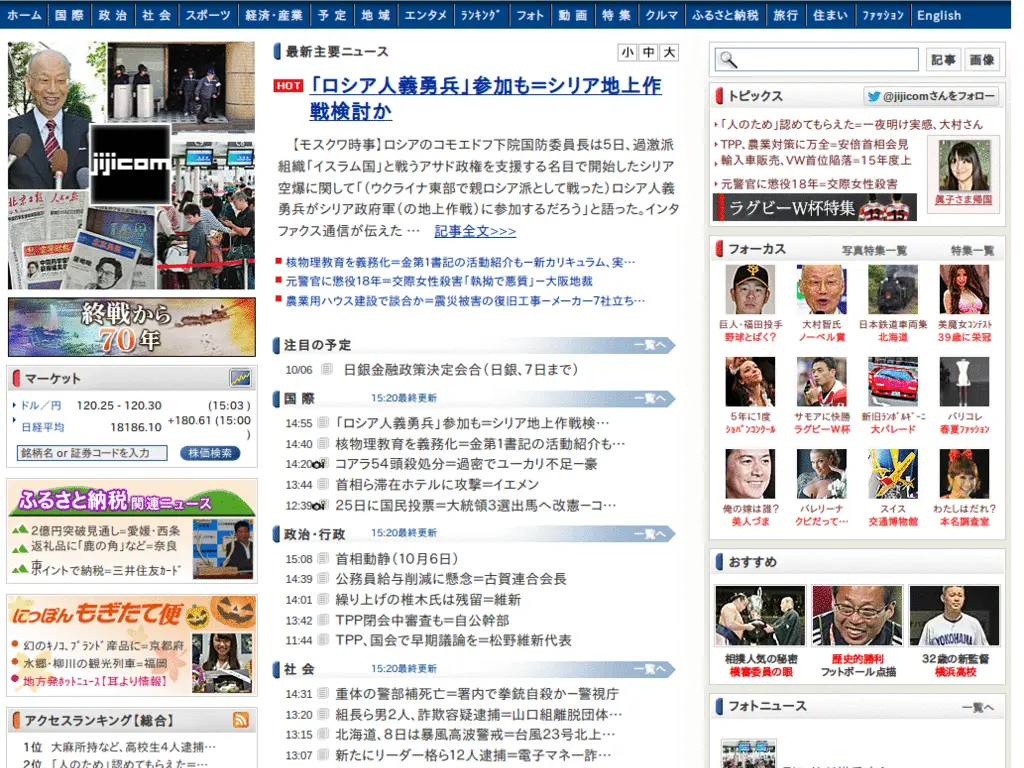 ホーム
国 際
政 治
社 会
スポーツ
経済・産業
予 定
地 域
エンタメ
ランキング
フォト
動 画
特 集
クルマ
ふるさと納税
旅行
住まい
ファッション
English
jijicom
終戦から
70年
マーケット
ドル／円 120.25 - 120.30 (15:03 )
日経平均 18186.10 +180.61 (15:00
)
銘柄名 or 証券コードを入力 株価検索
ふるさと納税 関連ニュース
2億円突破見通し=愛媛・西条
返礼品に「鹿の角」など=奈良
市
ポイントで納税=三井住友ｶｰﾄﾞ
にっぽん もぎたて便
幻のキノコ、ブランド産品に=京都府
水郷・柳川の観光列車=福岡
地方発ホットニュース【耳より情報】
アクセスランキング【総合】
1位 大麻所持など、高校生4人逮捕…
2位 「人のため」認めてもらえた=…
最新主要ニュース 小 中 大
HOT 「ロシア人義勇兵」参加も=シリア地上作
戦検討か
【モスクワ時事】ロシアのコモエドフ下院国防委員長は5日、過激派
組織「イスラム国」と戦うアサド政権を支援する名目で開始したシリア
空爆に関して「（ウクライナ東部で親ロシア派として戦った）ロシア人義
勇兵がシリア政府軍（の地上作戦）に参加するだろう」と語った。インタ
ファクス通信が伝えた … 記事全文>>>
核物理教育を義務化=金第1書記の活動紹介も－新カリキュラム、実…
元警官に懲役18年=交際女性殺害「執拗で悪質」－大阪地裁
農業用ハウス建設で談合か=震災被害の復旧工事－メーカー7社立ち…
注目の予定 一覧へ
10/06 日銀金融政策決定会合（日銀、7日まで）
国 際 15:20最終更新 一覧へ
14:55 「ロシア人義勇兵」参加も=シリア地上作戦検…
14:40 核物理教育を義務化=金第1書記の活動紹介も…
14:20 コアラ54頭殺処分=過密でユーカリ不足－豪
13:44 首相ら滞在ホテルに攻撃=イエメン
12:39 25日に国民投票=大統領3選出馬へ改憲－コ…
政治・行政 15:20最終更新 一覧へ
15:08 首相動静（10月6日）
14:39 公務員給与削減に懸念=古賀連合会長
14:01 繰り上げの椎木氏は残留=維新
13:42 TPP閉会中審査も=自公幹部
11:44 TPP、国会で早期議論を=松野維新代表
社 会 15:20最終更新 一覧へ
14:31 重体の警部補死亡=署内で拳銃自殺か－警視庁
13:20 組長ら男2人、詐欺容疑逮捕=山口組離脱団体…
13:15 北海道、8日は暴風高波警戒=台風23号北上…
13:07 新たにリーダー格ら12人逮捕=電子マネー詐…
記事 画像
トピックス @jijicomさんをフォロー
「人のため」認めてもらえた=一夜明け実感、大村さん
TPP、農業対策に万全=安倍首相会見
輸入車販売、VW首位陥落=15年度上
元警官に懲役18年=交際女性殺害
ラグビーW杯特集
眞子さま帰国
フォーカス 写真特集一覧 特集一覧
巨人・福田投手
野球とばく?
大村智氏
ノーベル賞
日本鉄道車両集
北海道
美魔女コンテスト
39歳に栄冠
5年に1度
ショパンコンクール
サモアに快勝
ラグビーW杯
新旧ランボルギーニ
大パレード
パリコレ
春夏ファッション
俺の嫁は誰?
美人づま
バレリーナ
クビだって…
スイス
交通博物館
わたしはだれ?
本名調査室
おすすめ
相撲人気の秘密
横審委員の眼
歴史的勝利
フットボール点描
YOKOHAMA
32歳の新監督
横浜高校
フォトニュース 一覧へ